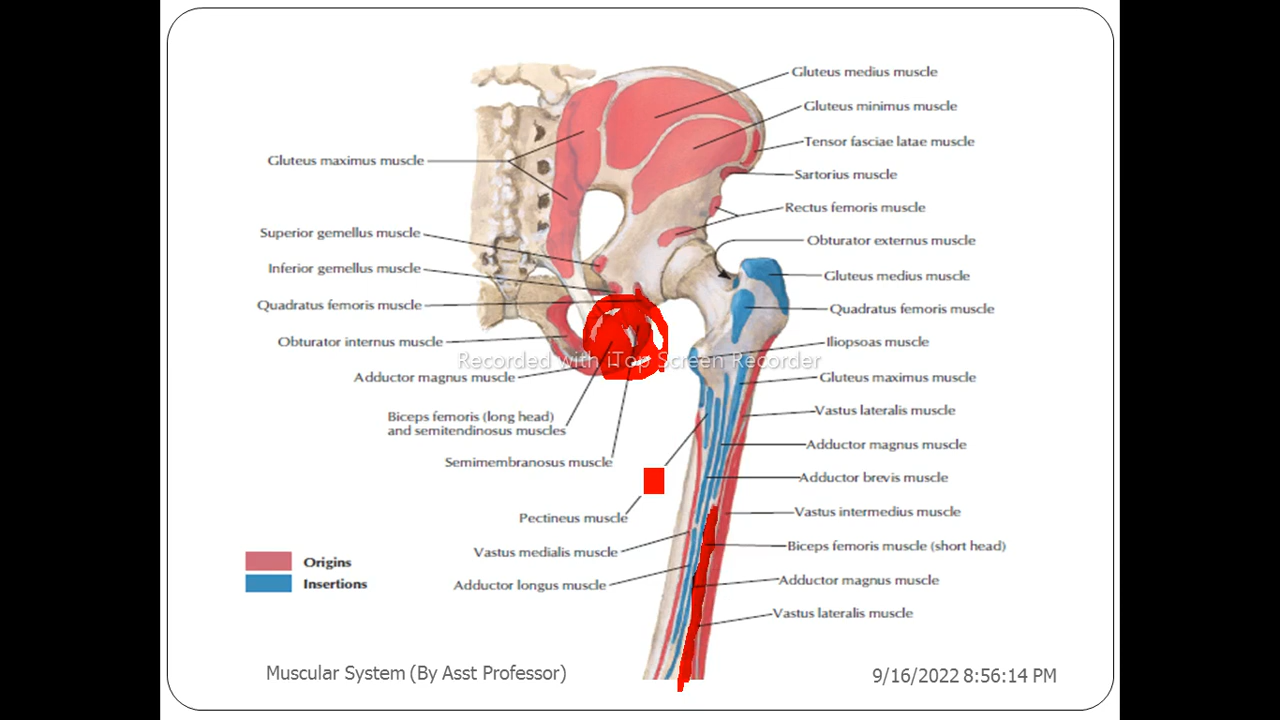 Gluteus medius muscle
Gluteus minimus muscle
Tensor fasciae latae muscle
Gluteus maximus muscle
Sartorius muscle
Rectus femoris muscle
Superior gemellus muscle
Obturator externus muscle
Inferior gemellus muscle
Gluteus medius muscle
Quadratus femoris muscle
Quadratus femoris muscle
Obturator internus muscle
Iliopsoas muscle
Recorded with iTop Screen Recorder
Adductor magnus muscle
Gluteus maximus muscle
Biceps femoris (long head)
and semitendinosus muscles
Vastus lateralis muscle
Adductor magnus muscle
Semimembranosus muscle
Adductor brevis muscle
Pectineus muscle
Vastus intermedius muscle
Vastus medialis muscle
Biceps femoris muscle (short head)
Adductor longus muscle
Adductor magnus muscle
Vastus lateralis muscle
Origins
Insertions
Muscular System (By Asst Professor)
9/16/2022 8:56:14 PM